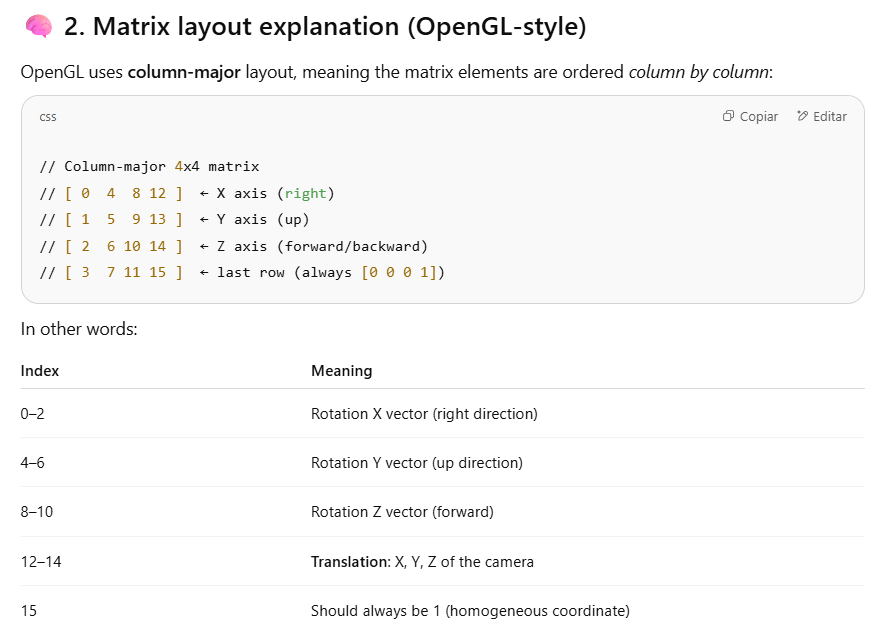 🧠 2. Matrix layout explanation (OpenGL-style)
OpenGL uses column-major layout, meaning the matrix elements are ordered column by column:
css
Copiar
Editar
// Column-major 4x4 matrix
// [ 0  4  8 12 ]  ← X axis (right)
// [ 1  5  9 13 ]  ← Y axis (up)
// [ 2  6 10 14 ]  ← Z axis (forward/backward)
// [ 3  7 11 15 ]  ← last row (always [0 0 0 1])
In other words:
Index Meaning
0–2 Rotation X vector (right direction)
4–6 Rotation Y vector (up direction)
8–10 Rotation Z vector (forward)
12–14 Translation: X, Y, Z of the camera
15 Should always be 1 (homogeneous coordinate)